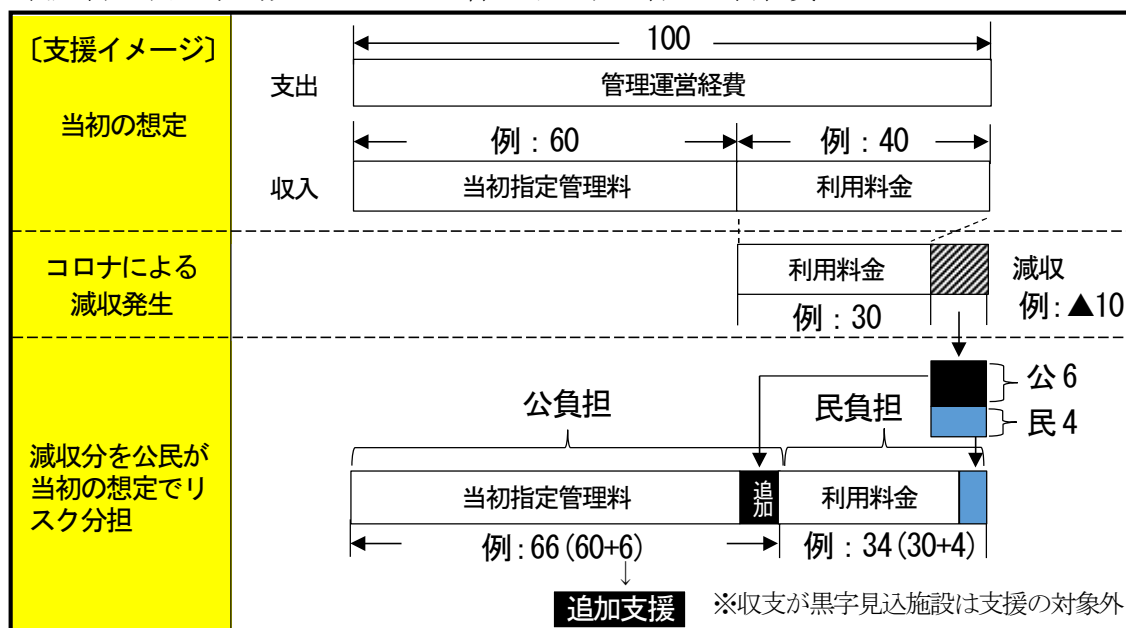 〔支援イメージ〕
当初の想定
100
支出
管理運営経費
例：60
例：40
収入
当初指定管理料
利用料金
コロナによる
減収発生
利用料金
減収
例：30
例：▲10
公6
民4
公負担
民負担
減収分を公民が
当初の想定でリ
スク分担
当初指定管理料
追加
利用料金
例：66(60+6)
例：34(30+4)
追加支援
※収支が黒字見込施設は支援の対象外